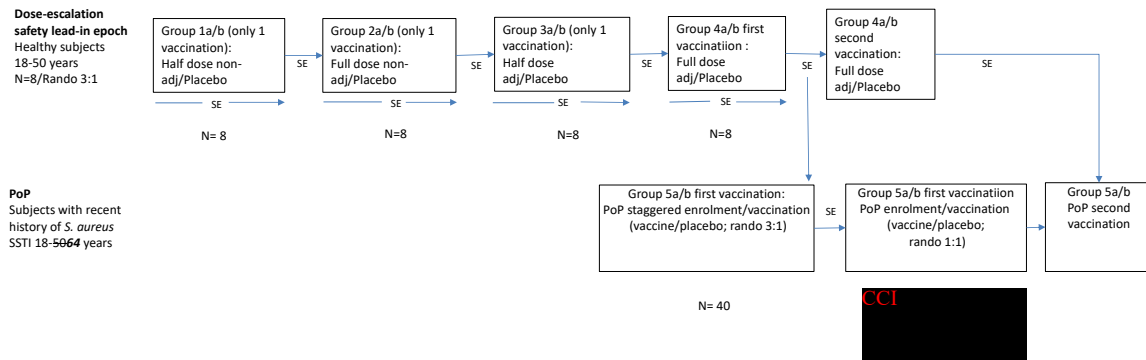 Dose-escalation
safety lead-in epoch
Healthy subjects
18-50 years
N=8/Rando 3:1
Group 1a/b (only 1
vaccination):
Half dose non-
adj/Placebo
SE
SE
N= 8
Group 2a/b (only 1
vaccination):
Full dose non-
adj/Placebo
SE
SE
N=8
Group 3a/b (only 1
vaccination):
Half dose
adj/Placebo
SE
SE
N=8
Group 4a/b first
vaccinatiion :
Full dose
adj/Placebo
SE
SE
N=8
Group 4a/b
second
vaccination:
Full dose
adj/Placebo
SE
PoP
Subjects with recent
history of S. aureus
SSTI 18-5064 years
Group 5a/b first vaccination:
PoP staggered enrolment/vaccination
(vaccine/placebo; rando 3:1)
SE
N= 40
Group 5a/b first vaccinatiion
PoP enrolment/vaccination
(vaccine/placebo;
rando 1:1)
CCI
Group 5a/b
PoP second
vaccination